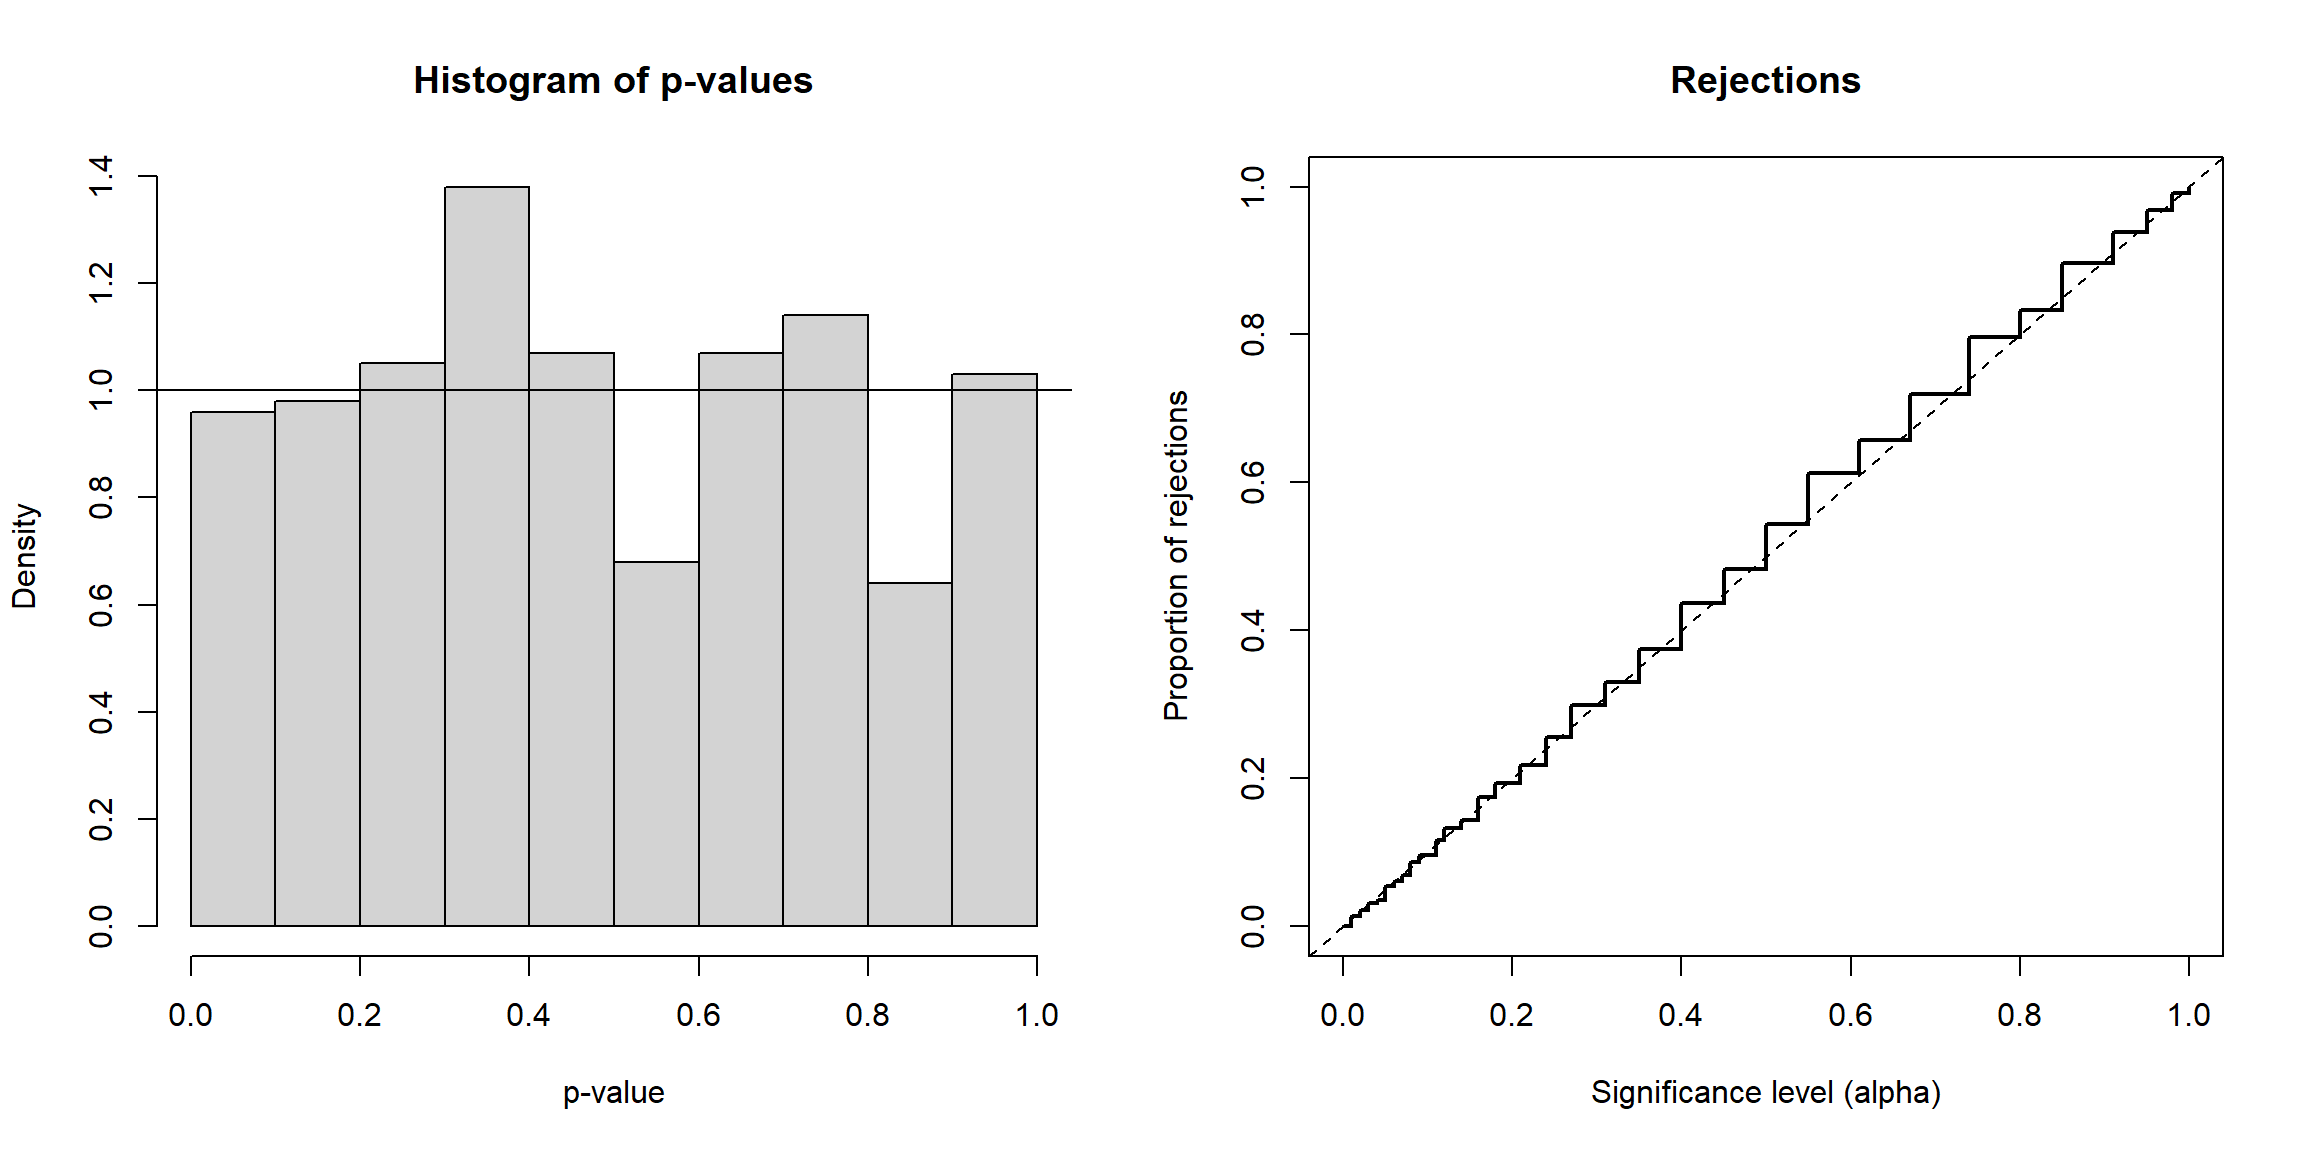 Histogram of p-values
Density
0.0 0.2 0.4 0.6 0.8 1.0 1.2 1.4
0.0 0.2 0.4 0.6 0.8 1.0
p-value
Rejections
Proportion of rejections
0.0 0.2 0.4 0.6 0.8 1.0
0.0 0.2 0.4 0.6 0.8 1.0
Significance level (alpha)